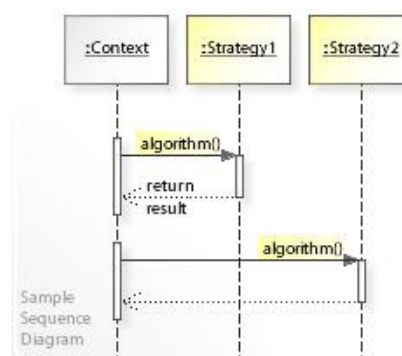 :Context
:Strategy1
:Strategy2
algorithm()
return
result
algorithm()
Sample
Sequence
Diagram